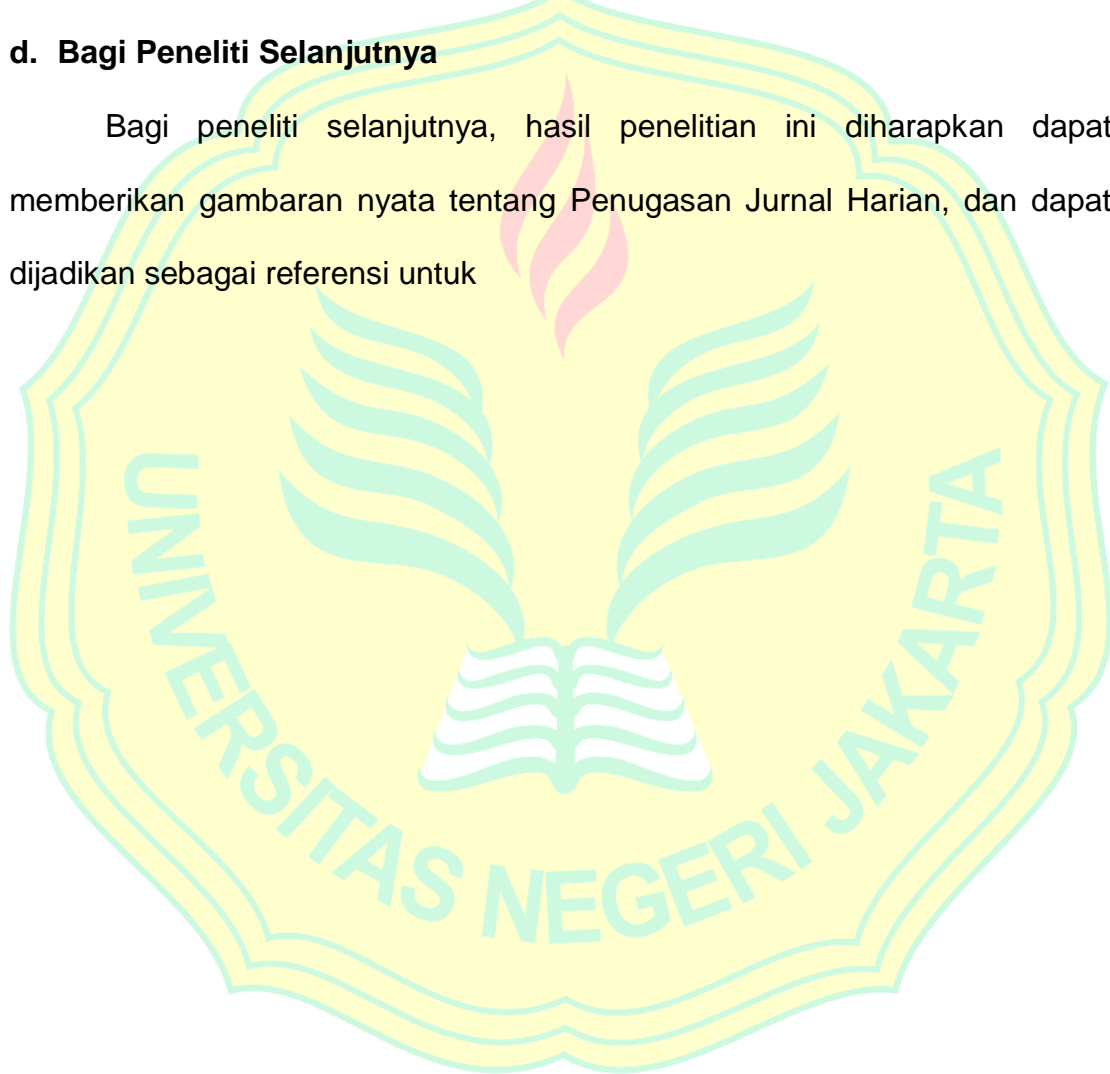 d. Bagi Peneliti Selanjutnya
Bagi peneliti selanjutnya, hasil penelitian ini diharapkan dapat
memberikan gambaran nyata tentang Penugasan Jurnal Harian, dan dapat
dijadikan sebagai referensi untuk
UNIVERSITAS NEGERI JAKARTA